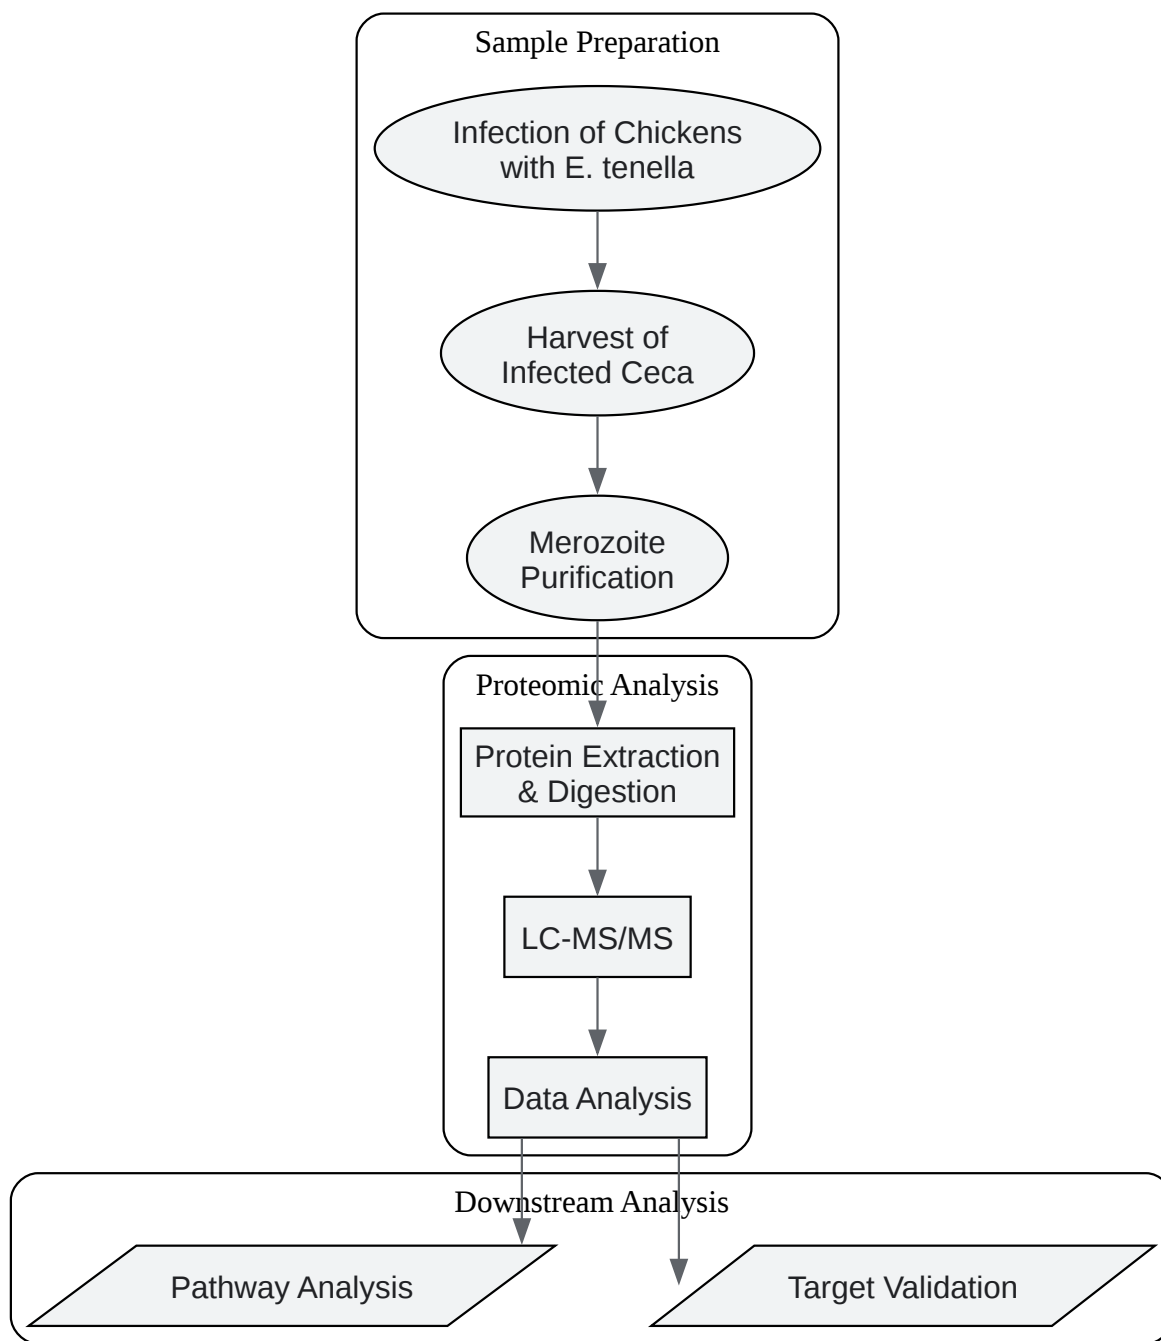 Sample Preparation
Infection of Chickens
with E. tenella
Harvest of
Infected Ceca
Merozoite
Purification
Proteomic Analysis
Protein Extraction
& Digestion
LC-MS/MS
Data Analysis
Downstream Analysis
Pathway Analysis
Target Validation